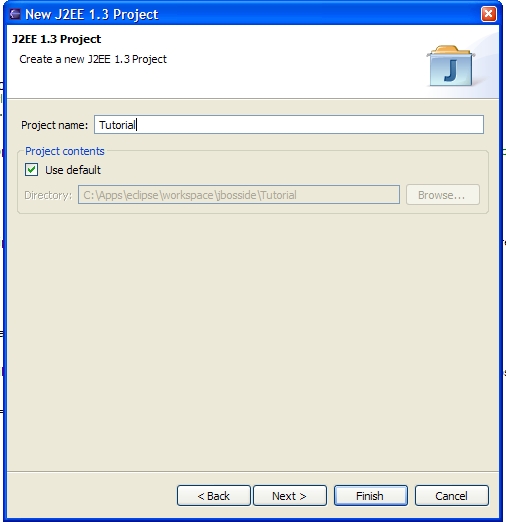 New J2EE 1.3 Project
J2EE 1.3 Project
Create a new J2EE 1.3 Project
J
Project name: Tutorial
Project contents
Use default
Directory: C:\Apps\eclipse\workspace\jbosside\Tutorial Browse...
< Back Next > Finish Cancel